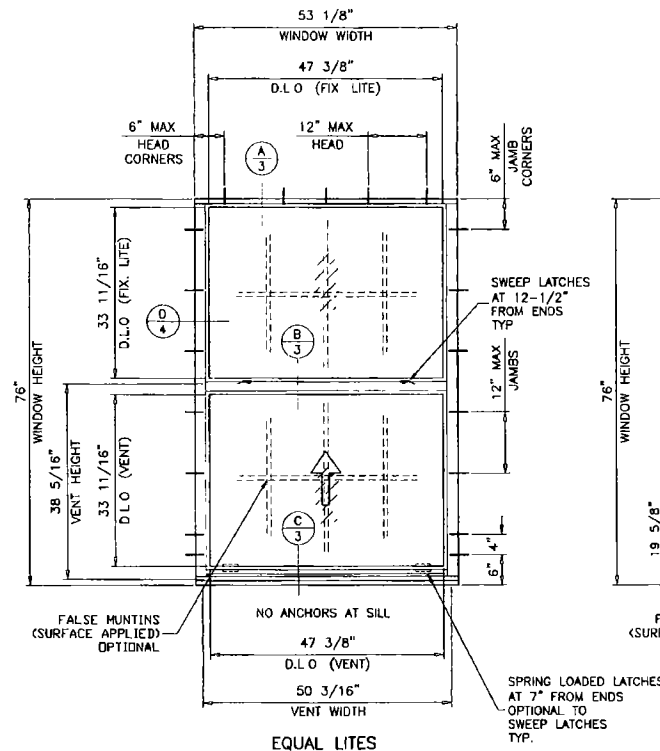 53 1/8"
WINDOW WIDTH
47 3/8"
D.L.O (FIX LITE)
6" MAX
HEAD
CORNERS
12" MAX
HEAD
6" MAX
JAMB
CORNERS
A
3
76"
WINDOW HEIGHT
33 11/16"
D.L.O (FIX. LITE)
D
4
B
3
SWEEP LATCHES
AT 12-1/2"
FROM ENDS
TYP
12" MAX
JAMBS
76"
WINDOW HEIGHT
38 5/16"
VENT HEIGHT
33 11/16"
D.L.O (VENT)
C
3
4"
6"
19 5/8"
FALSE MUNTINS
(SURFACE APPLIED)
OPTIONAL
NO ANCHORS AT SILL
F
(SUR
47 3/8"
D.L.O (VENT)
50 3/16"
VENT WIDTH
SPRING LOADED LATCHES
AT 7" FROM ENDS
OPTIONAL TO
SWEEP LATCHES
TYP.
EQUAL LITES